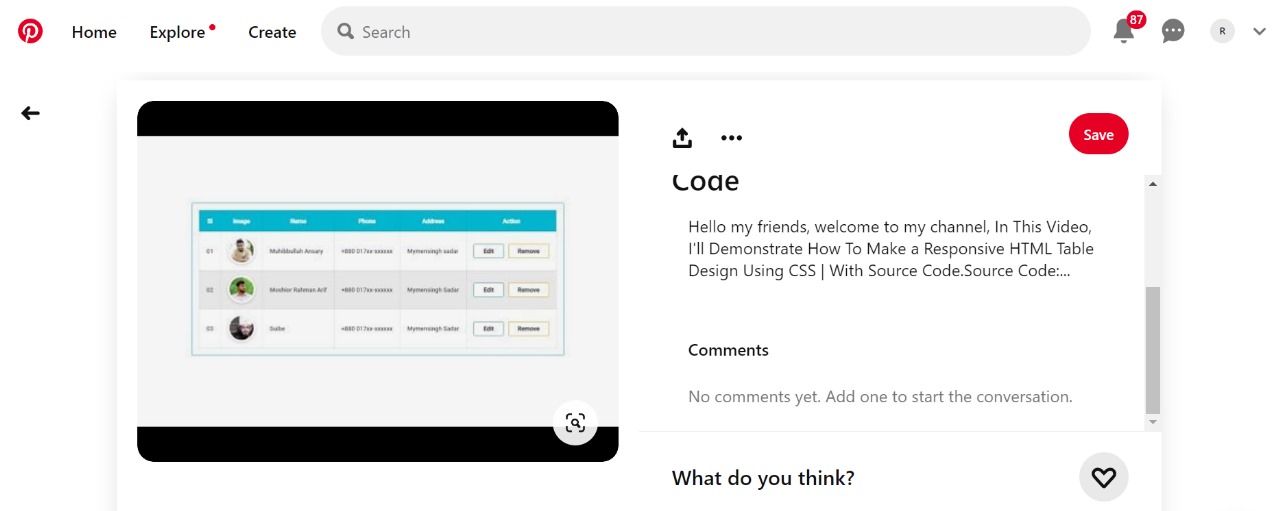 Home Explore Create Search 87 R
Save
Code
Hello my friends, welcome to my channel, In This Video,
I'll Demonstrate How To Make a Responsive HTML Table
Design Using CSS | With Source Code.Source Code:...
Sl Image Name Phone Address Action
01 Muhibbullah Ansary +880 017xx-xxxxxx Mymensingh sadar Edit Remove
02 Moshior Rahman Arif +880 017xx-xxxxxx Mymensingh Sadar Edit Remove
03 +880 017xx-xxxxxx Mymensingh Sadar Edit Remove
Comments
No comments yet. Add one to start the conversation.
What do you think?